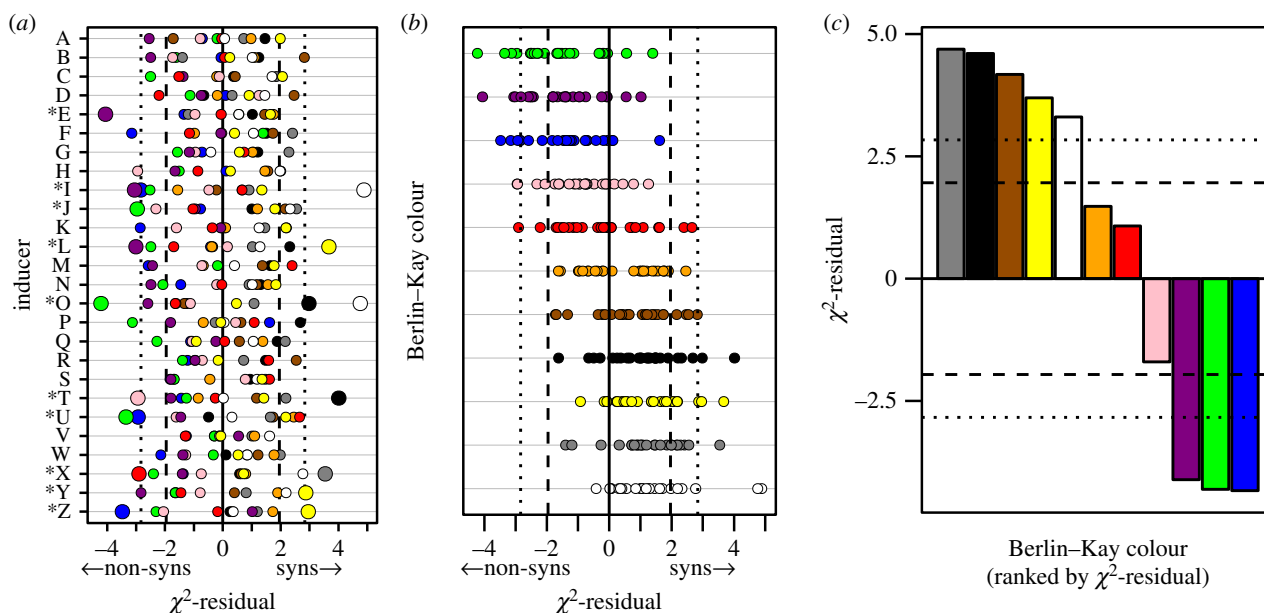 (a)
inducer
A
B
C
D
*E
F
G
H
*I
*J
K
*L
M
N
*O
P
Q
R
S
*T
*U
V
W
*X
*Y
*Z
−4 −2 0 2 4
←non-syns syns→
χ²-residual
(b)
Berlin–Kay colour
−4 −2 0 2 4
←non-syns syns→
χ²-residual
(c)
χ²-residual
5.0
2.5
0
−2.5
Berlin–Kay colour
(ranked by χ²-residual)